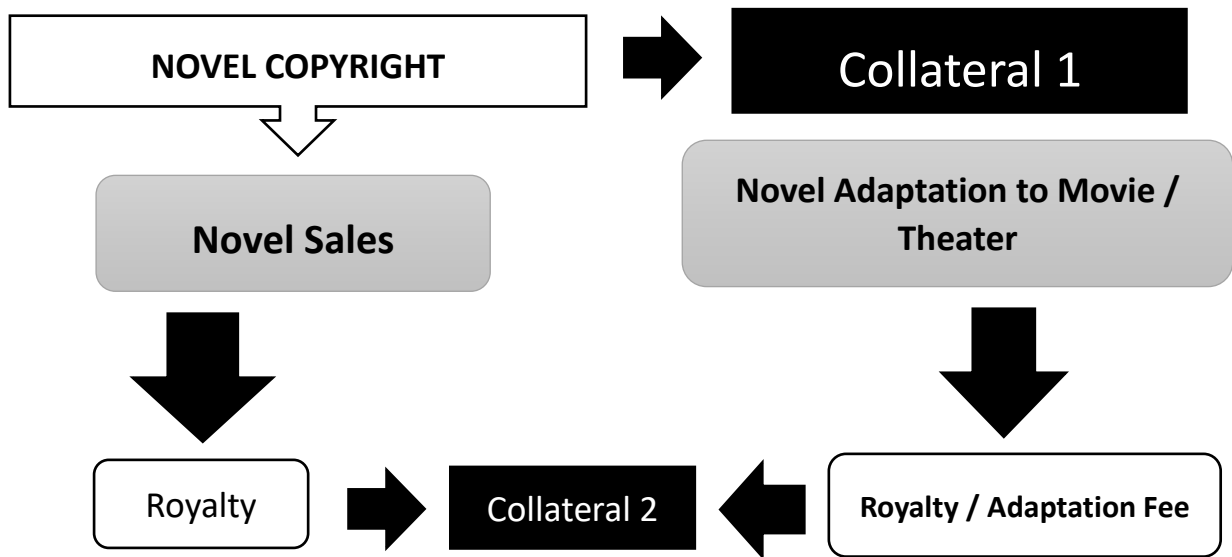 NOVEL COPYRIGHT
Collateral 1
Novel Sales
Novel Adaptation to Movie /
Theater
Royalty
Collateral 2
Royalty / Adaptation Fee